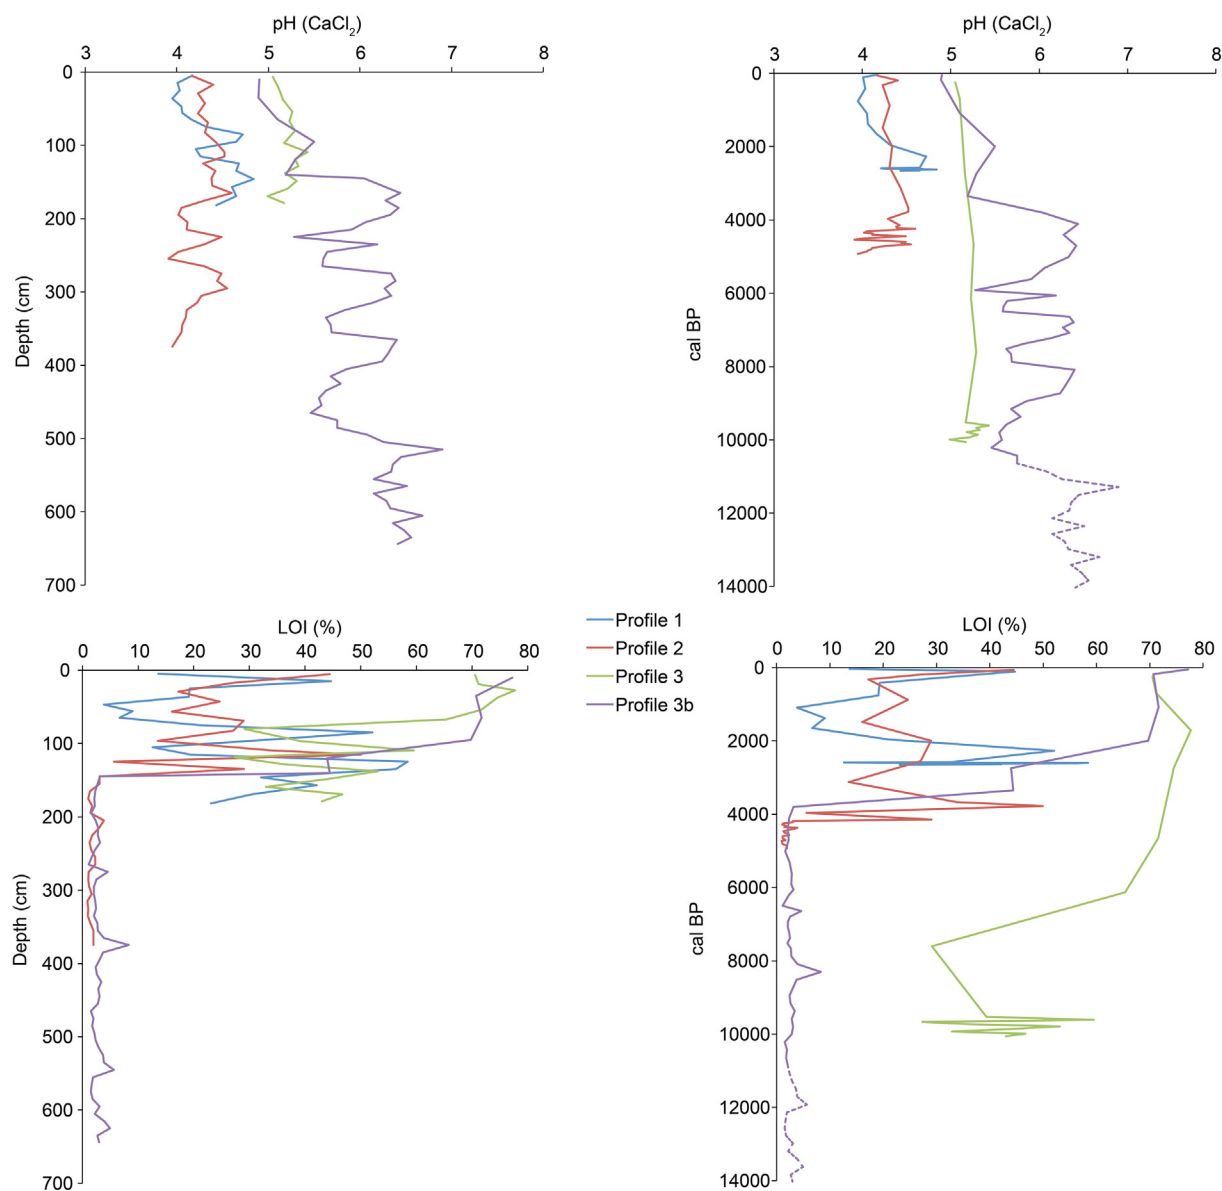 pH (CaCl₂)
3 4 5 6 7 8
0
100
200
300
400
500
600
700
Depth (cm)
pH (CaCl₂)
3 4 5 6 7 8
0
2000
4000
6000
8000
10000
12000
14000
cal BP
LOI (%)
0 10 20 30 40 50 60 70 80
0
100
200
300
400
500
600
700
Depth (cm)
Profile 1
Profile 2
Profile 3
Profile 3b
LOI (%)
0 10 20 30 40 50 60 70 80
0
2000
4000
6000
8000
10000
12000
14000
cal BP